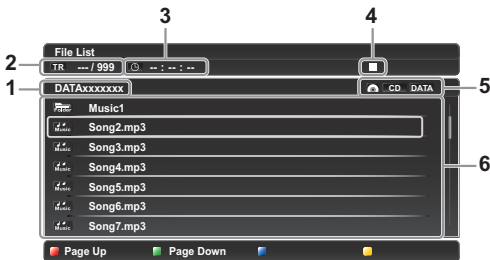 3 4
File List
2 TR --- / 999 -- : -- : --
1 DATAxxxxxxx CD DATA 5
Folder Music1
Music Song2.mp3
Music Song3.mp3
Music Song4.mp3 6
Music Song5.mp3
Music Song6.mp3
Music Song7.mp3
Page Up Page Down